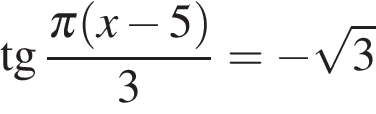 tg π(x − 5)/3 = −√3